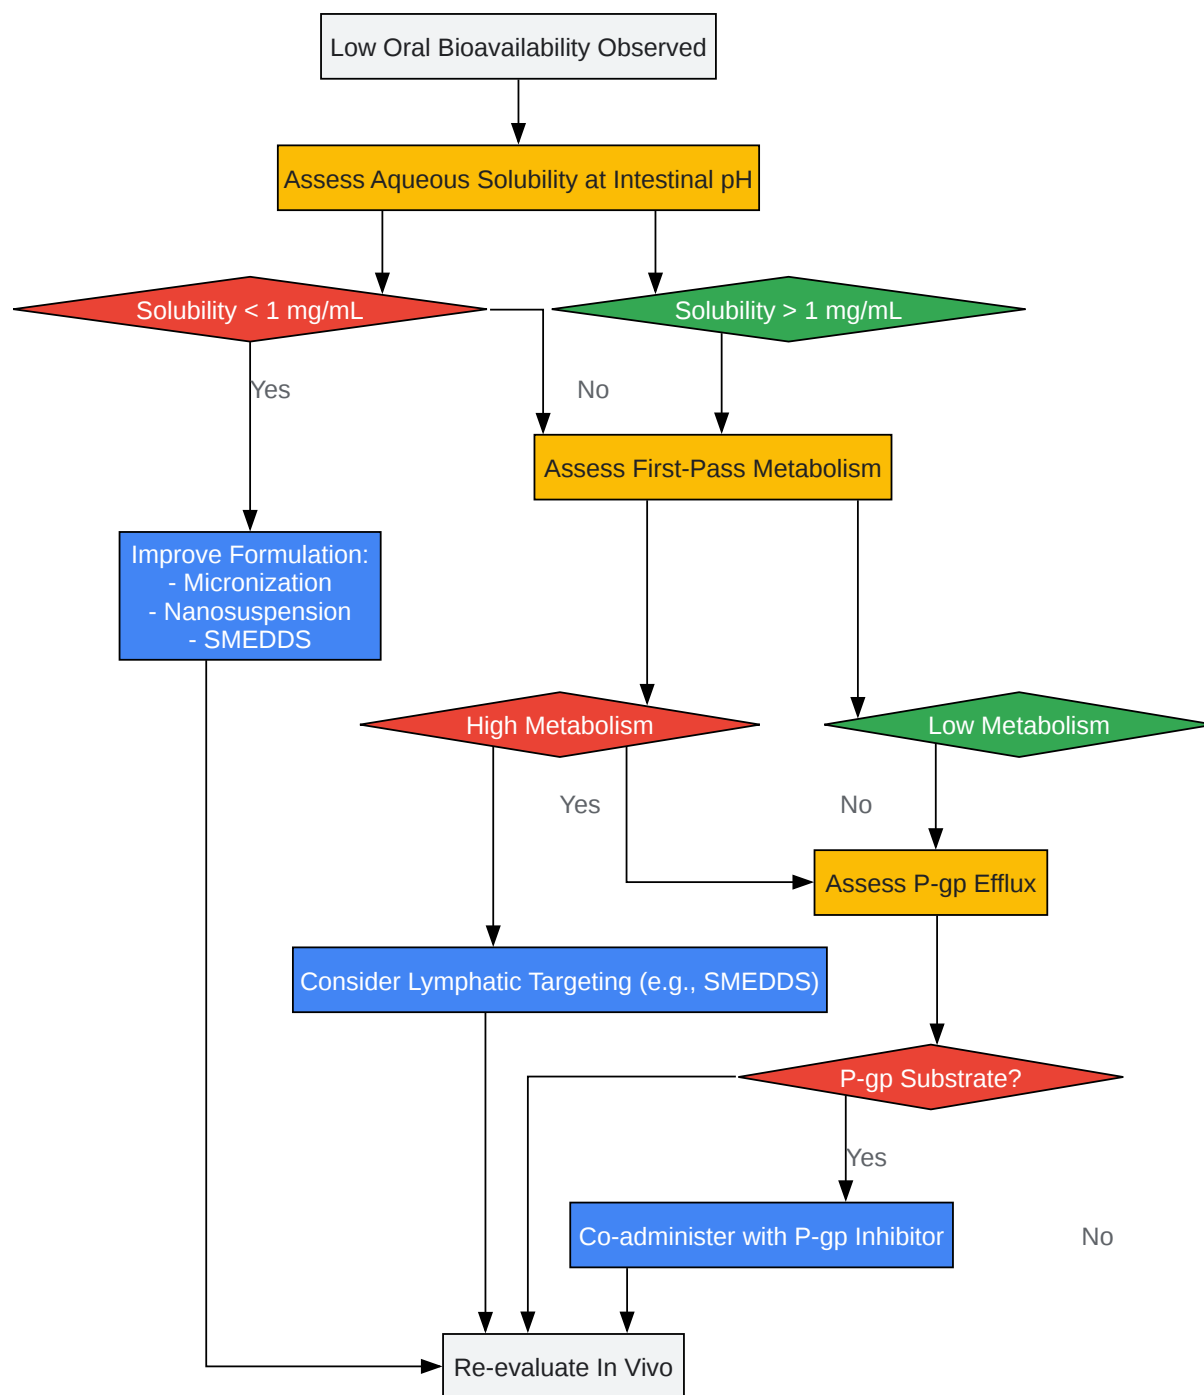 Low Oral Bioavailability Observed
Assess Aqueous Solubility at Intestinal pH
Solubility < 1 mg/mL
Solubility > 1 mg/mL
Yes
No
Assess First-Pass Metabolism
Improve Formulation:
- Micronization
- Nanosuspension
- SMEDDS
High Metabolism
Low Metabolism
Yes
No
Assess P-gp Efflux
Consider Lymphatic Targeting (e.g., SMEDDS)
P-gp Substrate?
Yes
Co-administer with P-gp Inhibitor
No
Re-evaluate In Vivo